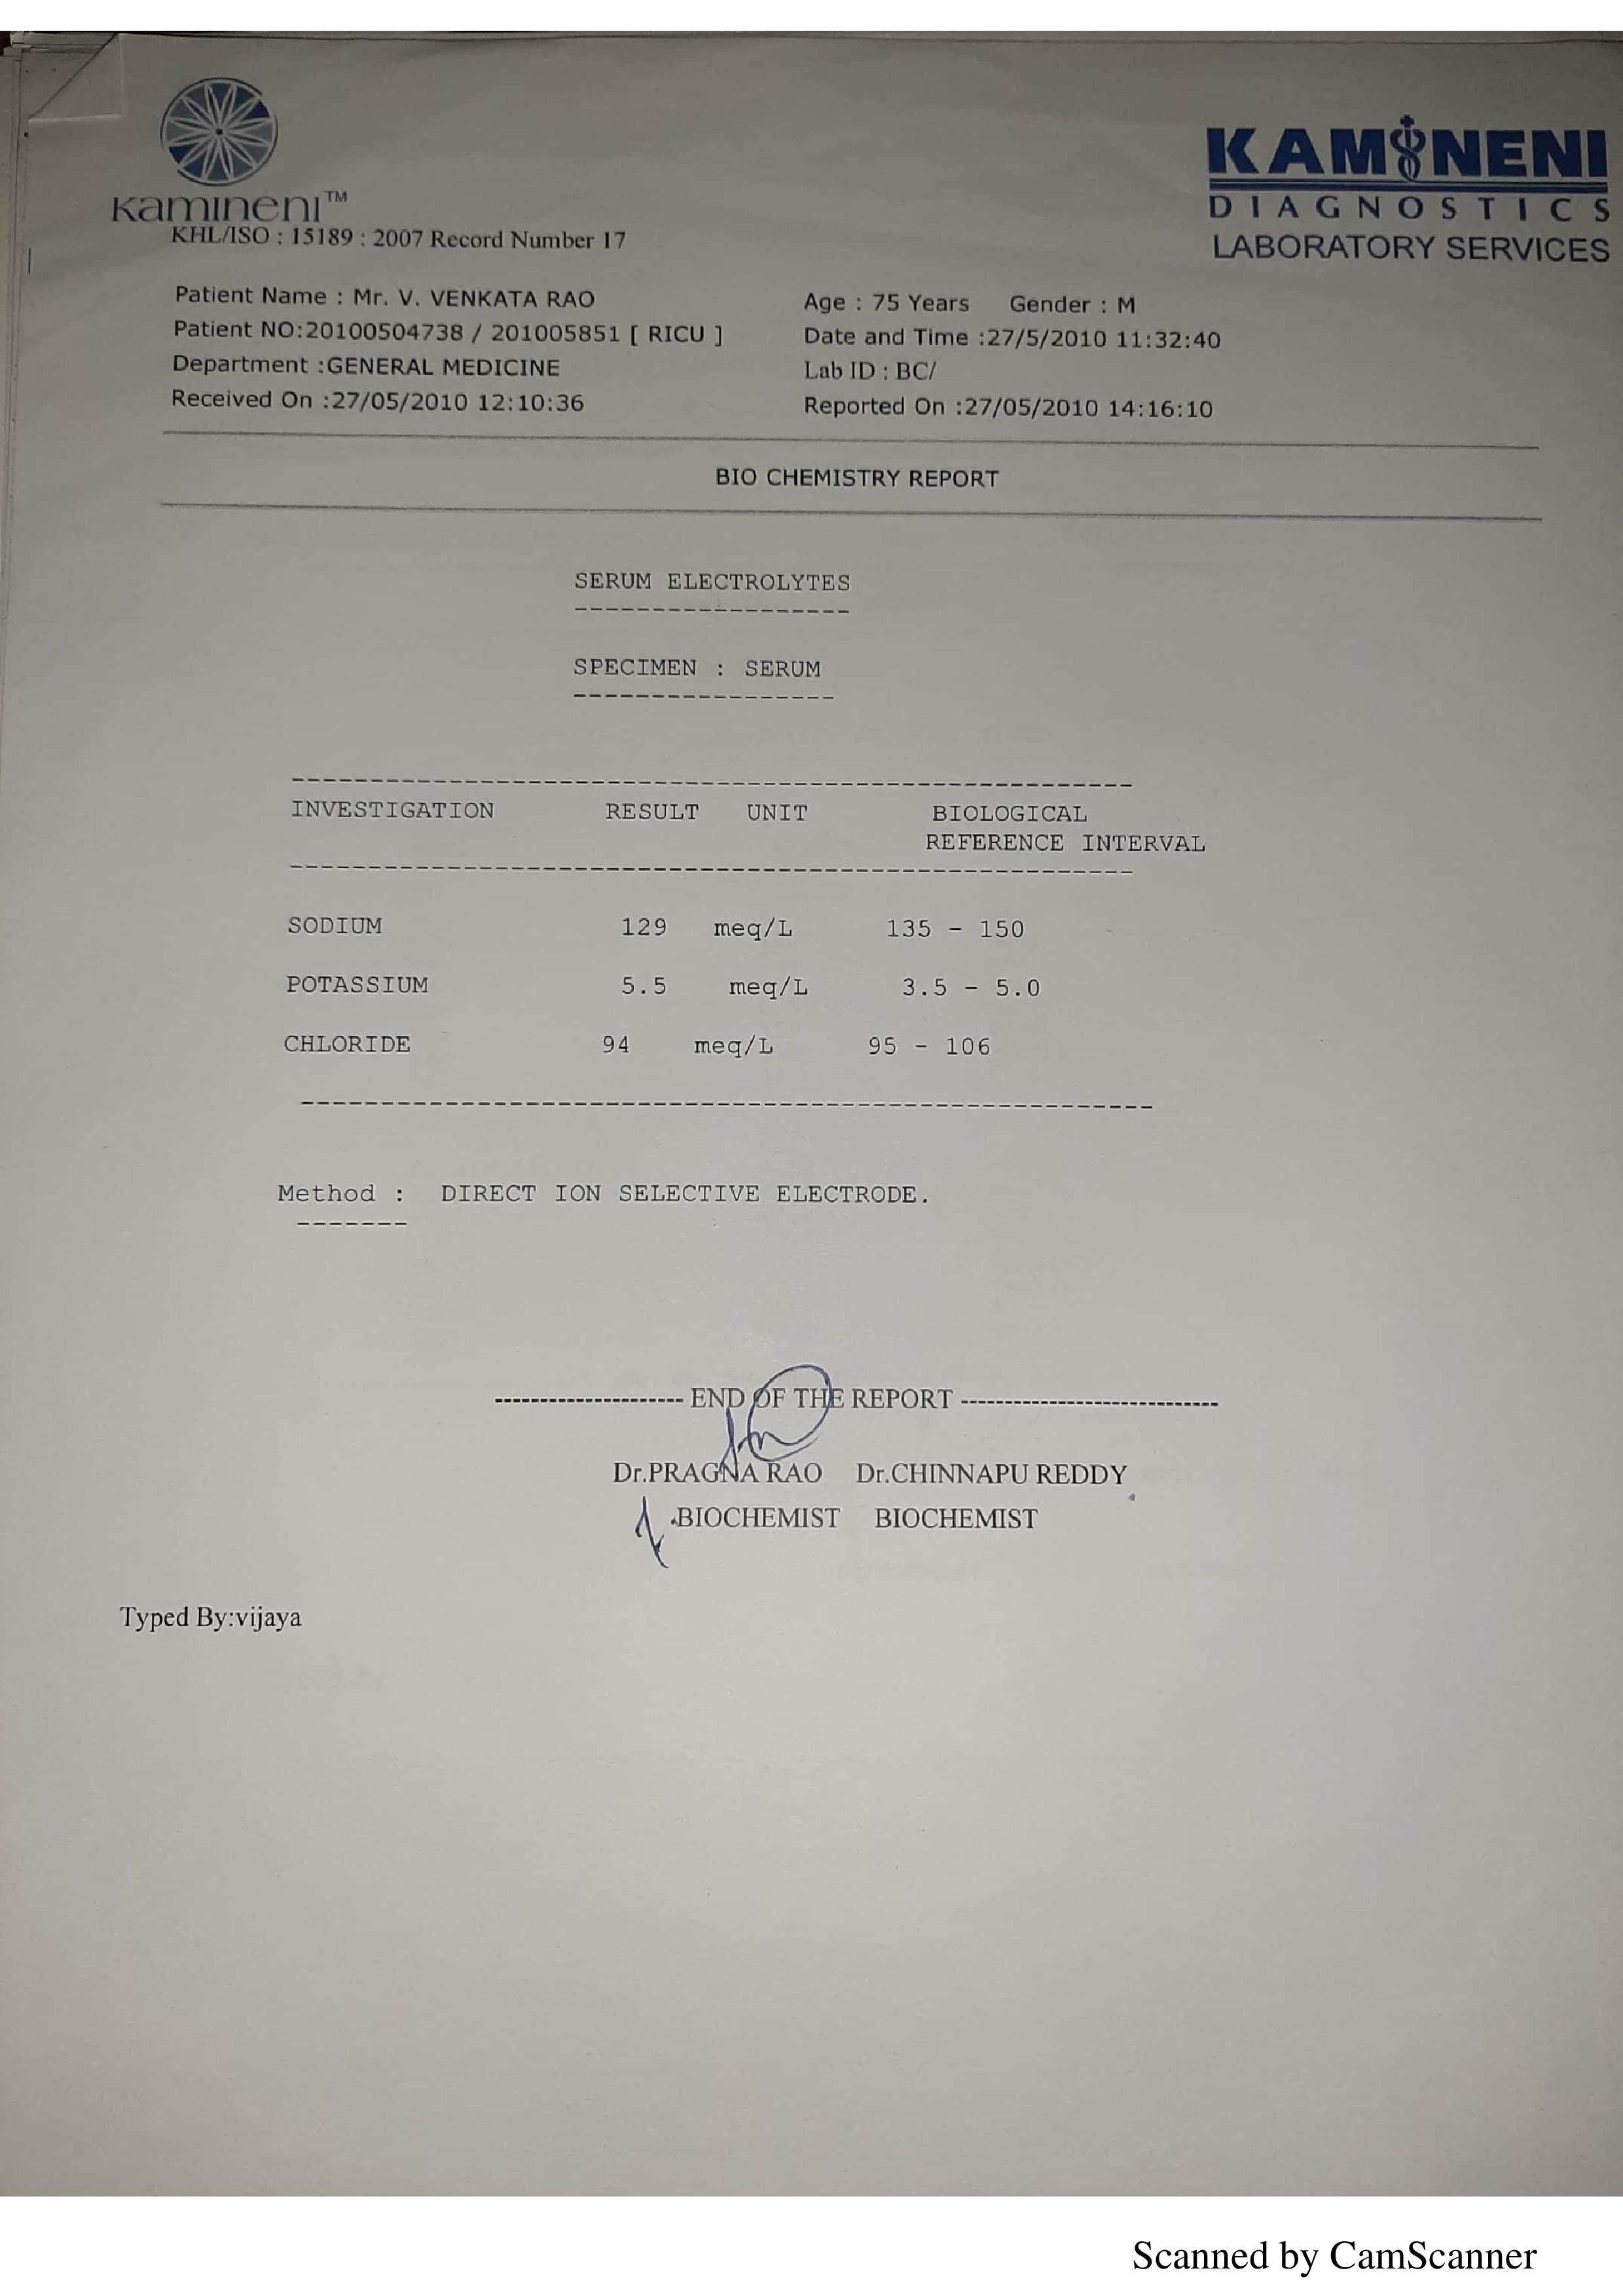 kamineni™
KAMINENI
DIAGNOSTICS
LABORATORY SERVICES
KHL/ISO : 15189 : 2007 Record Number 17
Patient Name : Mr. V. VENKATA RAO Age : 75 Years Gender : M
Patient NO:20100504738 / 201005851 [ RICU ] Date and Time :27/5/2010 11:32:40
Department :GENERAL MEDICINE Lab ID : BC/
Received On :27/05/2010 12:10:36 Reported On :27/05/2010 14:16:10
BIO CHEMISTRY REPORT
SERUM ELECTROLYTES
------------------
SPECIMEN : SERUM
-----------------
INVESTIGATION RESULT UNIT BIOLOGICAL
REFERENCE INTERVAL
SODIUM 129 meq/L 135 - 150
POTASSIUM 5.5 meq/L 3.5 - 5.0
CHLORIDE 94 meq/L 95 - 106
Method : DIRECT ION SELECTIVE ELECTRODE.
-------
--------------------- END OF THE REPORT -----------------------------
Dr.PRAGNA RAO Dr.CHINNAPU REDDY
BIOCHEMIST BIOCHEMIST
Typed By:vijaya
Scanned by CamScanner